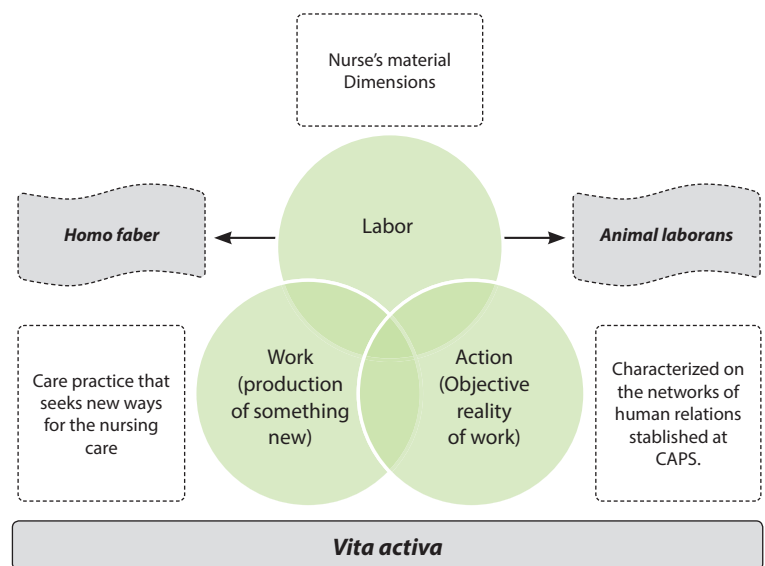 Nurse's material
Dimensions
Labor
Homo faber
Animal laborans
Work
(production
of something
new)
Action
(Objective
reality
of work)
Care practice that
seeks new ways
for the nursing
care
Characterized on
the networks of
human relations
stablished at
CAPS.
Vita activa